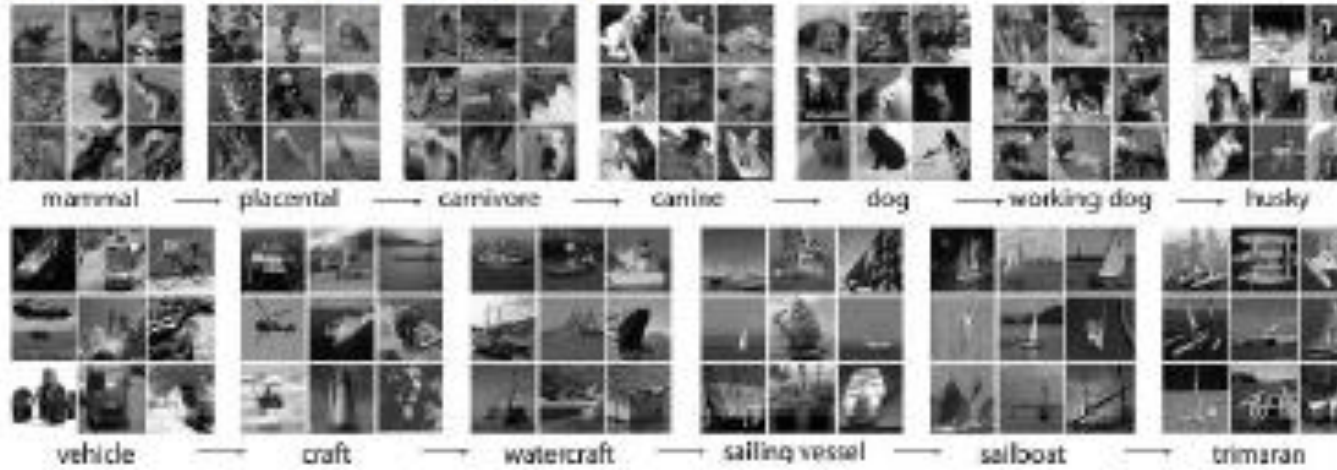 mammal → placental → carnivore → canine → dog → working dog → husky
vehicle → craft → watercraft → sailing vessel → sailboat → trimaran